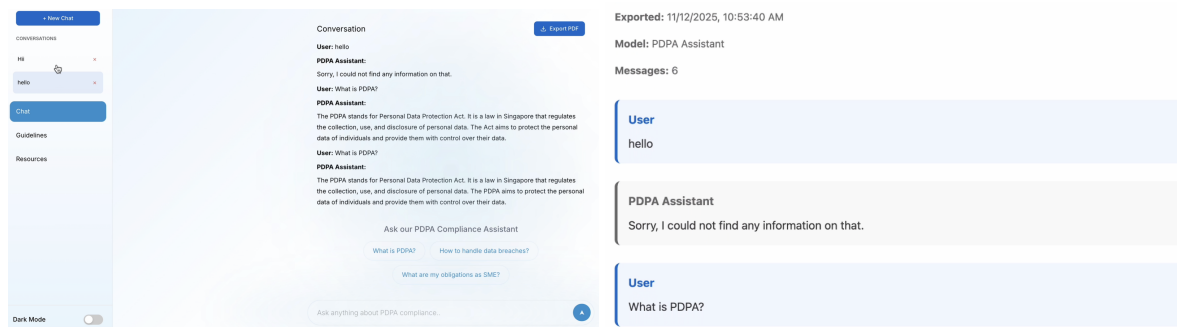 + New Chat
CONVERSATIONS
Hii
×
hello
×
Chat
Guidelines
Resources
Dark Mode
Conversation
Export PDF
User: hello
PDPA Assistant:
Sorry, I could not find any information on that.
User: What is PDPA?
PDPA Assistant:
The PDPA stands for Personal Data Protection Act. It is a law in Singapore that regulates
the collection, use, and disclosure of personal data. The Act aims to protect the personal
data of individuals and provide them with control over their data.
User: What is PDPA?
PDPA Assistant:
The PDPA stands for Personal Data Protection Act. It is a law in Singapore that regulates
the collection, use, and disclosure of personal data. The PDPA aims to protect the personal
data of individuals and provide them with control over their data.
Ask our PDPA Compliance Assistant
What is PDPA?
How to handle data breaches?
What are my obligations as SME?
Ask anything about PDPA compliance..
Exported: 11/12/2025, 10:53:40 AM
Model: PDPA Assistant
Messages: 6
User
hello
PDPA Assistant
Sorry, I could not find any information on that.
User
What is PDPA?